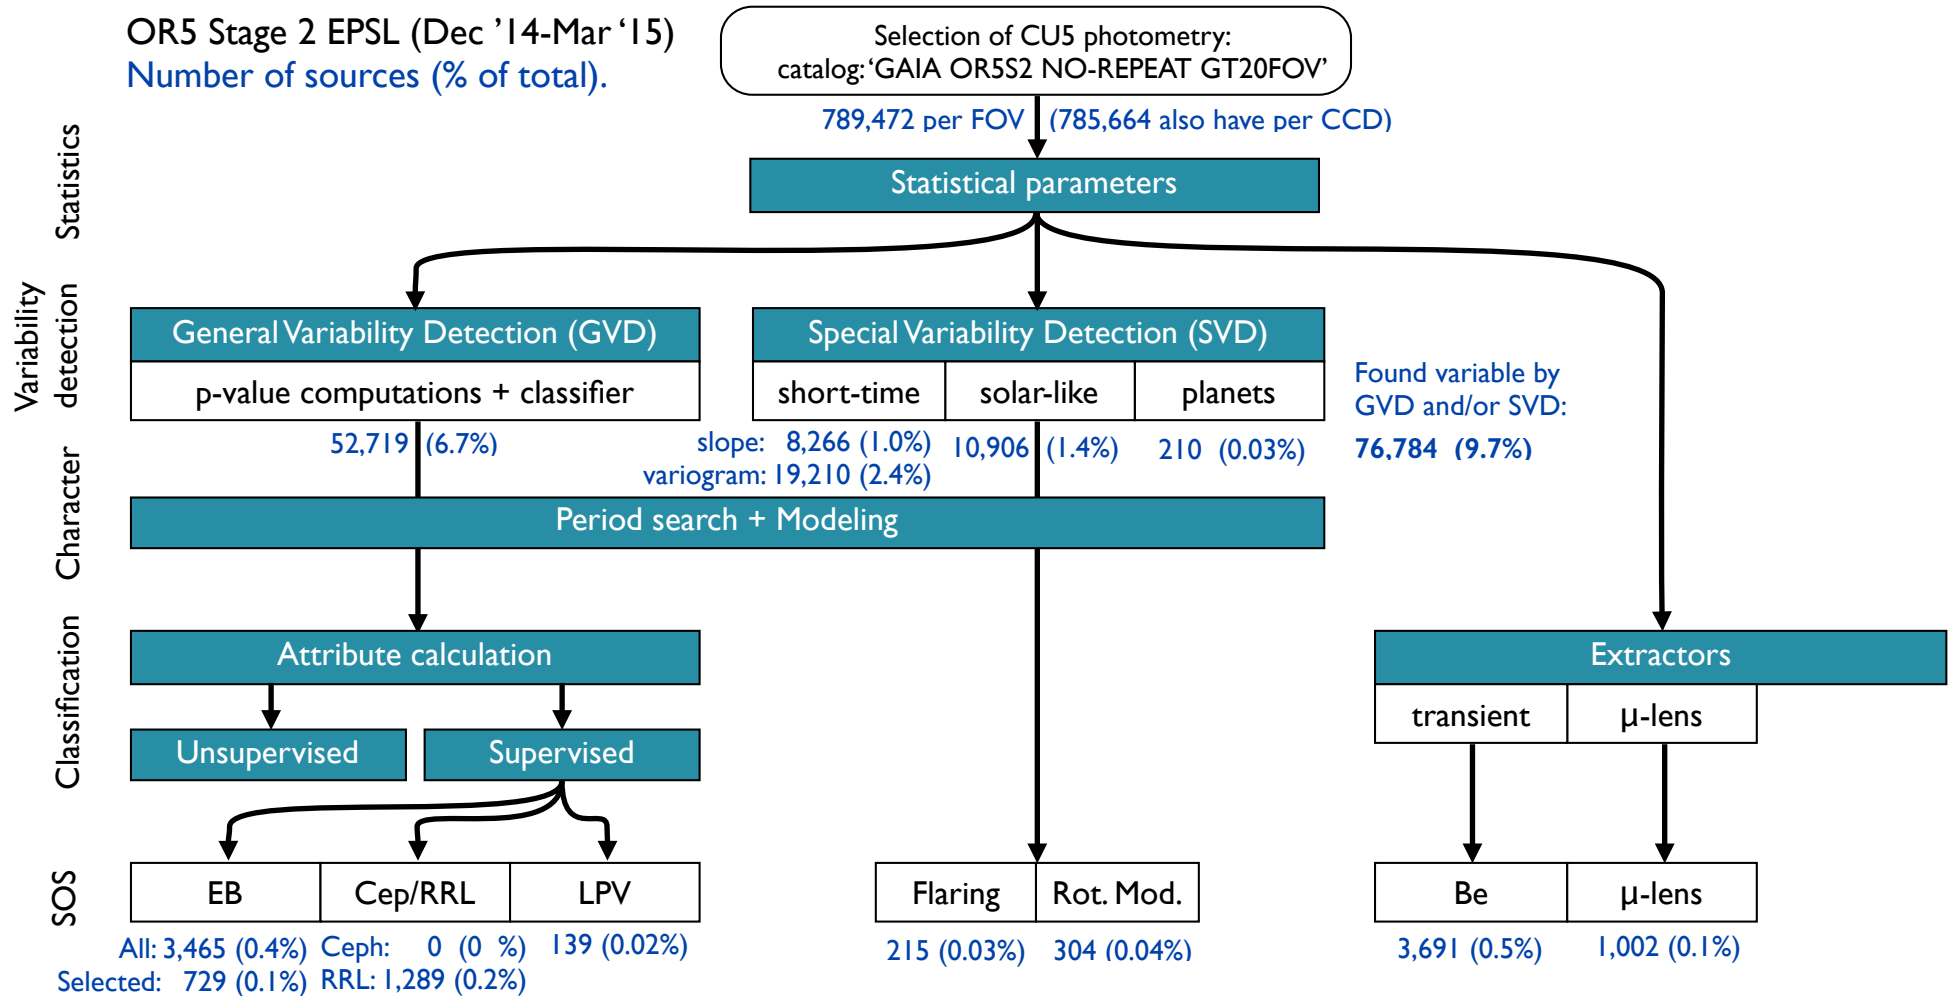 OR5 Stage 2 EPSL (Dec ’14-Mar ‘15)
Number of sources (% of total).
Selection of CU5 photometry:
catalog: ‘GAIA OR5S2 NO-REPEAT GT20FOV’
789,472 per FOV (785,664 also have per CCD)
Statistics
Statistical parameters
Variability
detection
General Variability Detection (GVD)
p-value computations + classifier
52,719 (6.7%)
Special Variability Detection (SVD)
short-time solar-like planets
slope: 8,266 (1.0%) 10,906 (1.4%) 210 (0.03%)
variogram: 19,210 (2.4%)
Found variable by
GVD and/or SVD:
76,784 (9.7%)
Character
Period search + Modeling
Classification
Attribute calculation
Unsupervised Supervised
Extractors
transient µ-lens
SOS
EB Cep/RRL LPV
All: 3,465 (0.4%) Ceph: 0 (0 %) 139 (0.02%)
Selected: 729 (0.1%) RRL: 1,289 (0.2%)
Flaring Rot. Mod.
215 (0.03%) 304 (0.04%)
Be µ-lens
3,691 (0.5%) 1,002 (0.1%)